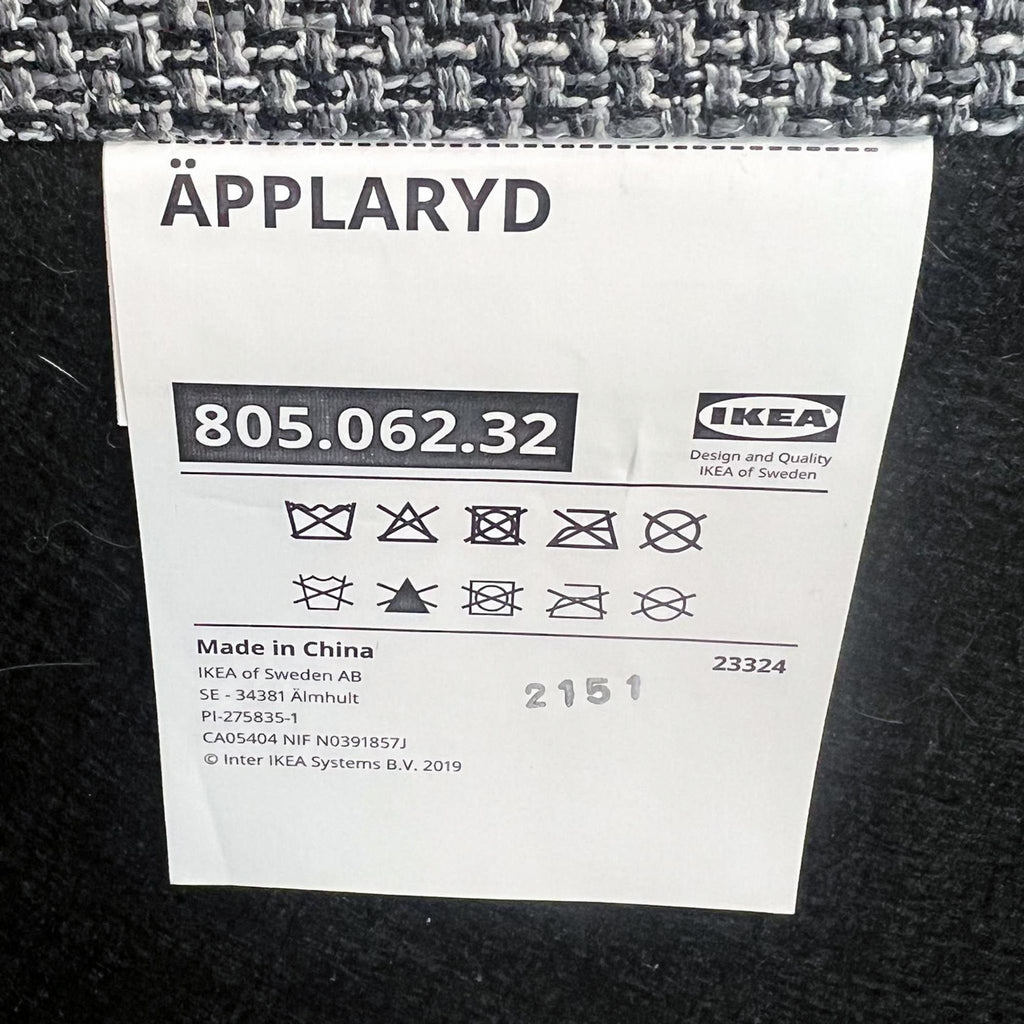 ÄPPLARYD
805.062.32
IKEA
Design and Quality
IKEA of Sweden
Made in China
23324
IKEA of Sweden AB
SE - 34381 Älmhult
2151
PI-275835-1
CA05404 NIF N0391857J
© Inter IKEA Systems B.V. 2019